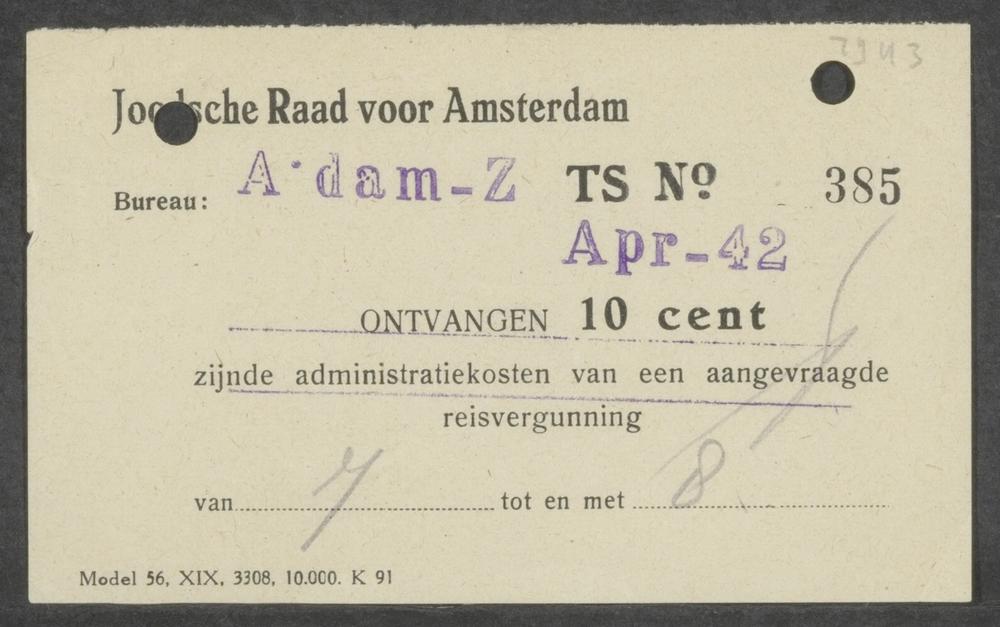 7943
Joodsche Raad voor Amsterdam
Bureau: A'dam-Z TS No 385
Apr-42
ONTVANGEN 10 cent
zijnde administratiekosten van een aangevraagde
reisvergunning
van 7 tot en met 8
Model 56, XIX, 3308, 10.000. K 91